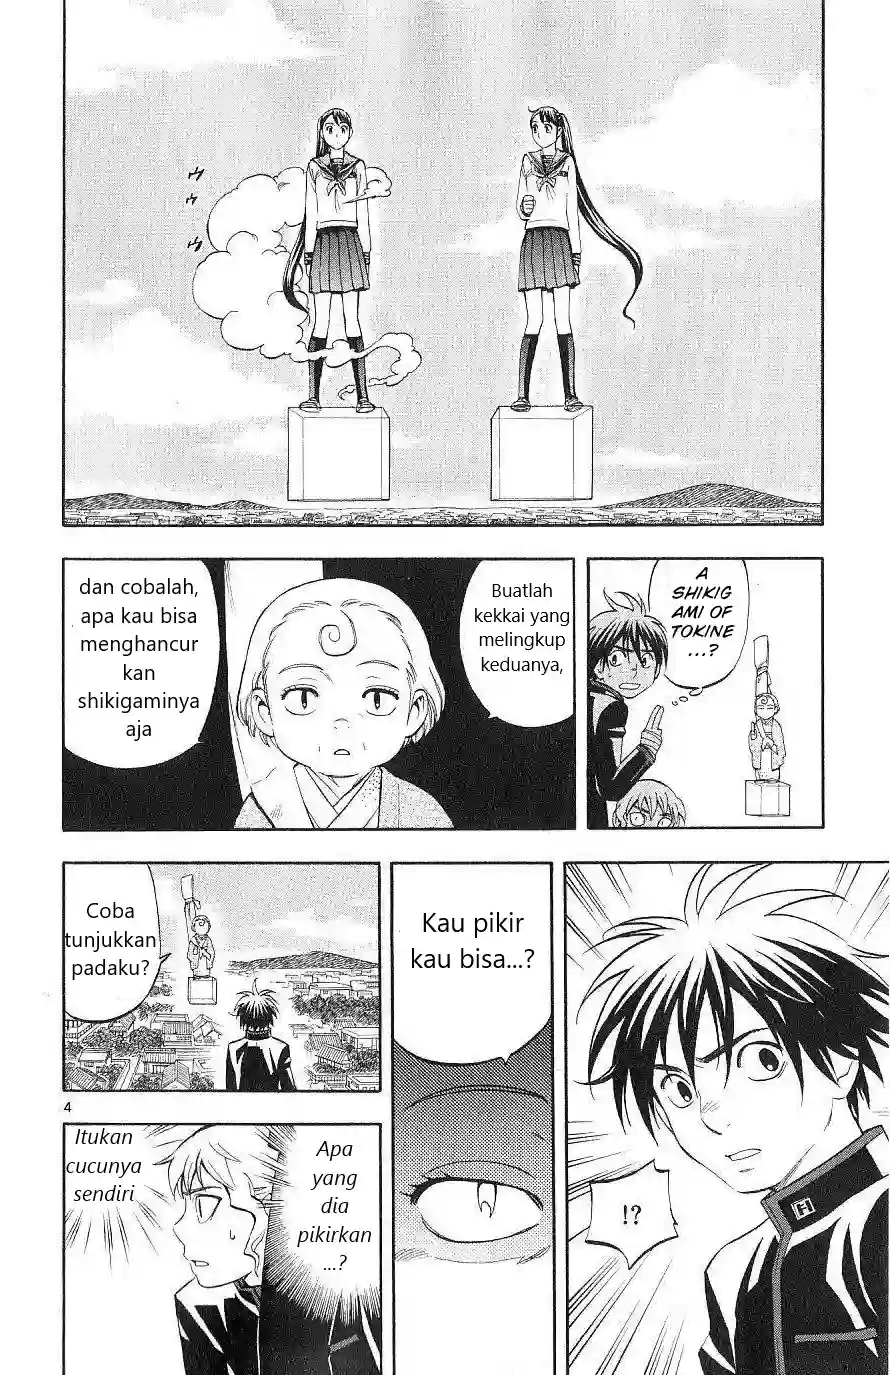 A
SHIKIG
AMI OF
TOKINE
...?
Buatlah
kekkai yang
melingkup
keduanya,
dan cobalah,
apa kau bisa
menghancur
kan
shikigaminya
aja
!?
Kau pikir
kau bisa...?
Coba
tunjukkan
padaku?
4
Apa
yang
dia
pikirkan
...?
Itukan
cucunya
sendiri